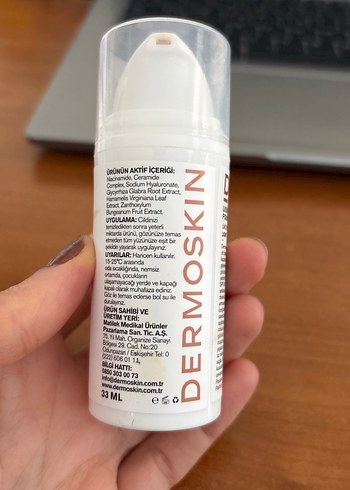 ÜRÜNÜN AKTİF İÇERİĞİ:
Niacinamide, Ceramide
Complex, Sodium Hyaluronate,
Glycyrrhiza Glabra Root Extract,
Hamamelis Virginiana Leaf
Extract, Zanthoxylum
Bungeanum Fruit Extract.
UYGULAMA: Cildinizi
temizledikten sonra yeterli
miktarda ürünü, gözünüze temas
etmeden tüm yüzünüze eşit bir
şekilde yayarak uygulayınız.
UYARILAR: Haricen kullanılır.
15-25°C arasında
oda sıcaklığında, nemsiz
ortamda, çocukların
ulaşamayacağı yerde ve kapağı
kapalı olarak muhafaza ediniz.
Göz ile temas ederse bol su ile
durulayınız.
ÜRÜN SAHİBİ VE
ÜRETİM YERİ:
Matilek Medikal Ürünler
Pazarlama San. Tic. A.Ş.
75. Yıl Mah. Organize Sanayi
Bölgesi 29. Cad. No:20
Odunpazarı / Eskişehir Tel: 0
(222) 606 01 11
BİLGİ HATTI:
0850 303 00 73
info@dermoskin.com.tr
www.dermoskin.com.tr
33 ML
DERMOSKIN